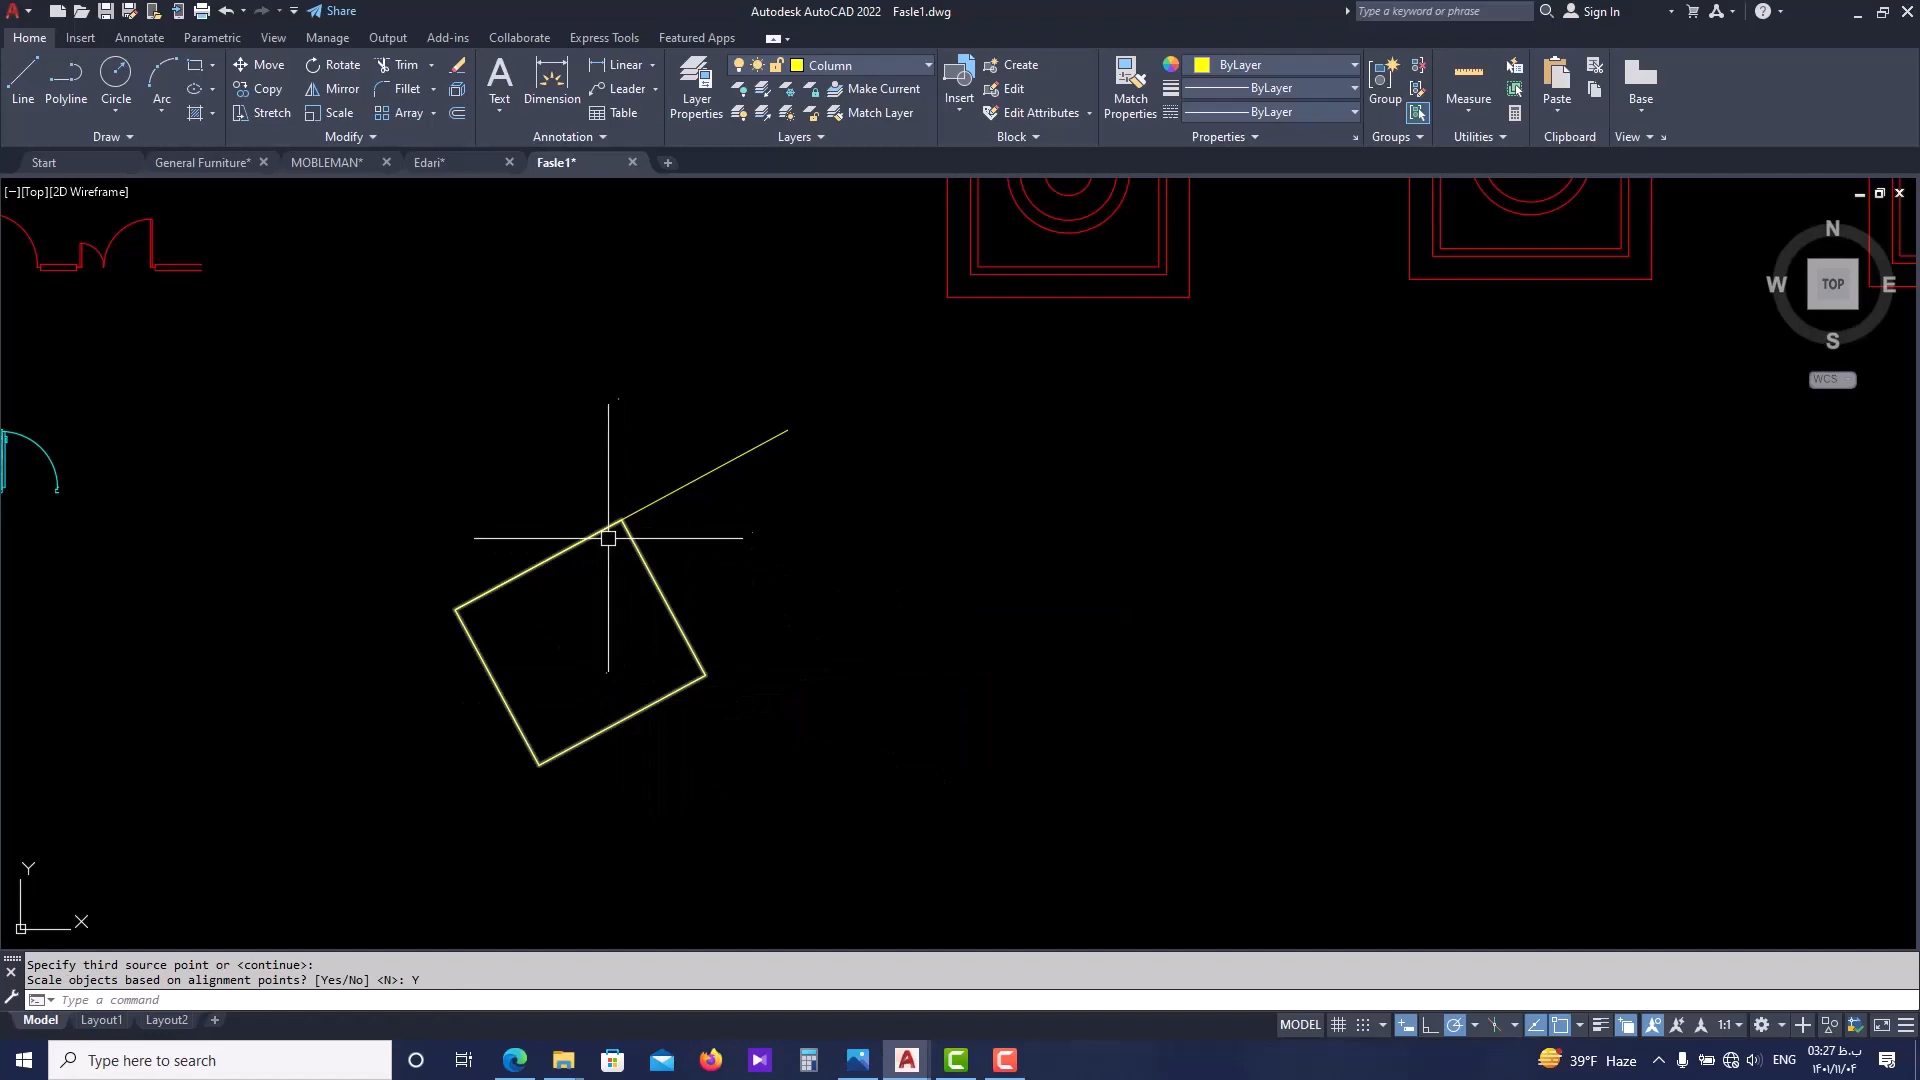 Share
Autodesk AutoCAD 2022 Fasle1.dwg
Type a keyword or phrase
Sign In
Home Insert Annotate Parametric View Manage Output Add-ins Collaborate Express Tools Featured Apps
Line
Polyline
Circle
Arc
Draw
Move
Rotate
Trim
Copy
Mirror
Fillet
Stretch
Scale
Array
Modify
Text
Dimension
Linear
Leader
Table
Annotation
Layer
Properties
Column
Make Current
Match Layer
Layers
Insert
Create
Edit
Edit Attributes
Block
Match
Properties
ByLayer
ByLayer
ByLayer
Properties
Group
Groups
Measure
Utilities
Paste
Clipboard
Base
View
Start
General Furniture*
MOBLEMAN*
Edari*
Fasle1*
[−][Top][2D Wireframe]
N
W
TOP
E
S
WCS
Y
X
Specify third source point or <continue>:
Scale objects based on alignment points? [Yes/No] <N>: Y
Type a command
Model
Layout1
Layout2
MODEL
1:1
Type here to search
39°F Haze
ENG
03:27 ب.ظ
۱۴۰۱/۱۱/۰۴